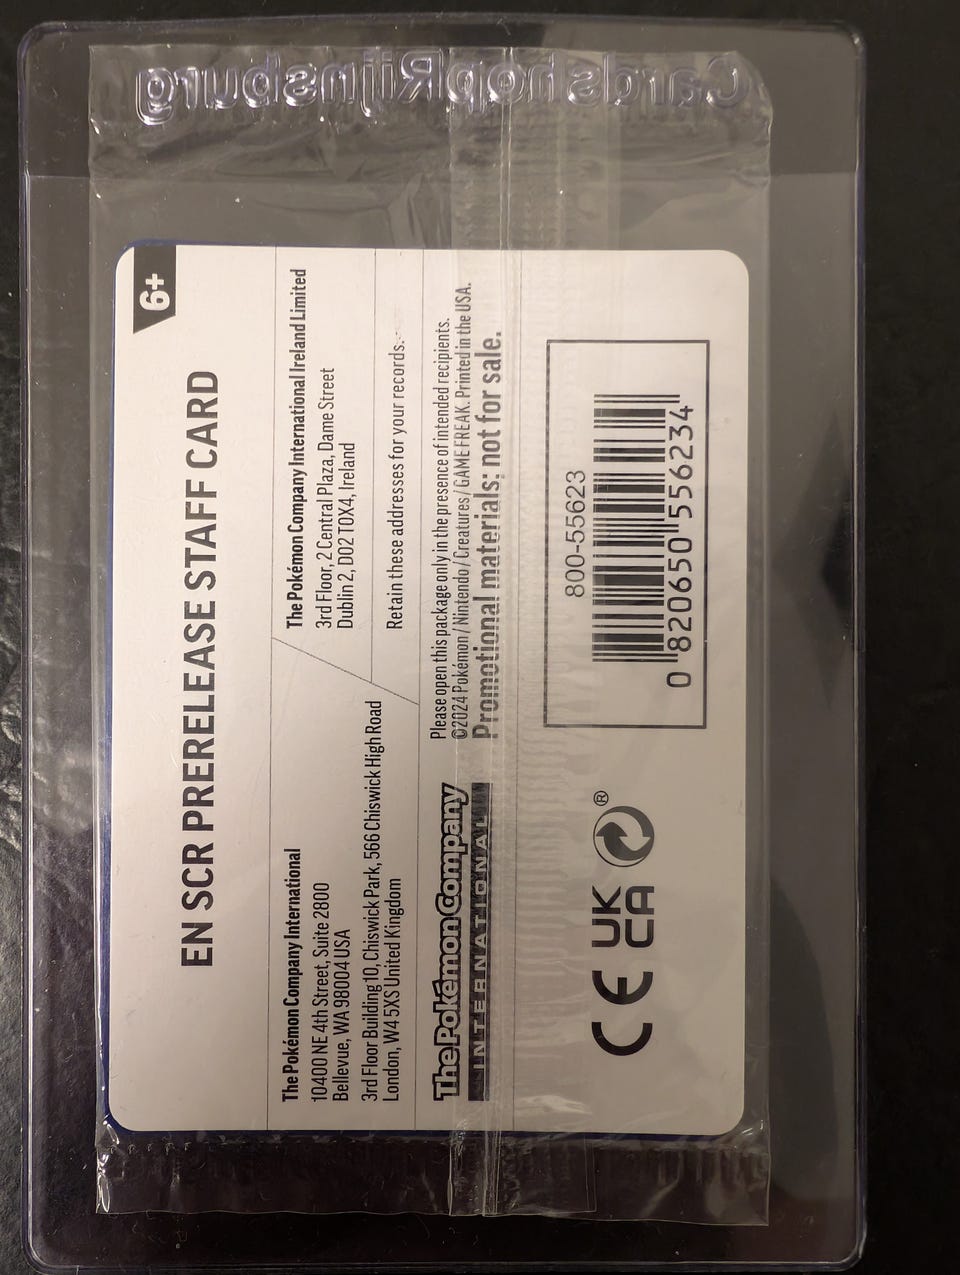 CardshopRijnsburg
6+
EN SCR PRERELEASE STAFF CARD
The Pokémon Company International
10400 NE 4th Street, Suite 2800
Bellevue, WA 98004 USA
3rd Floor Building 10, Chiswick Park, 566 Chiswick High Road
London, W4 5XS United Kingdom
The Pokémon Company International Ireland Limited
3rd Floor, 2 Central Plaza, Dame Street
Dublin 2, D02 T0X4, Ireland
Retain these addresses for your records.
The Pokémon Company
INTERNATIONAL
Please open this package only in the presence of intended recipients.
©2024 Pokémon / Nintendo / Creatures / GAME FREAK. Printed in the USA.
Promotional materials; not for sale.
CE UK
CA ®
800-55623
0 820650 556234